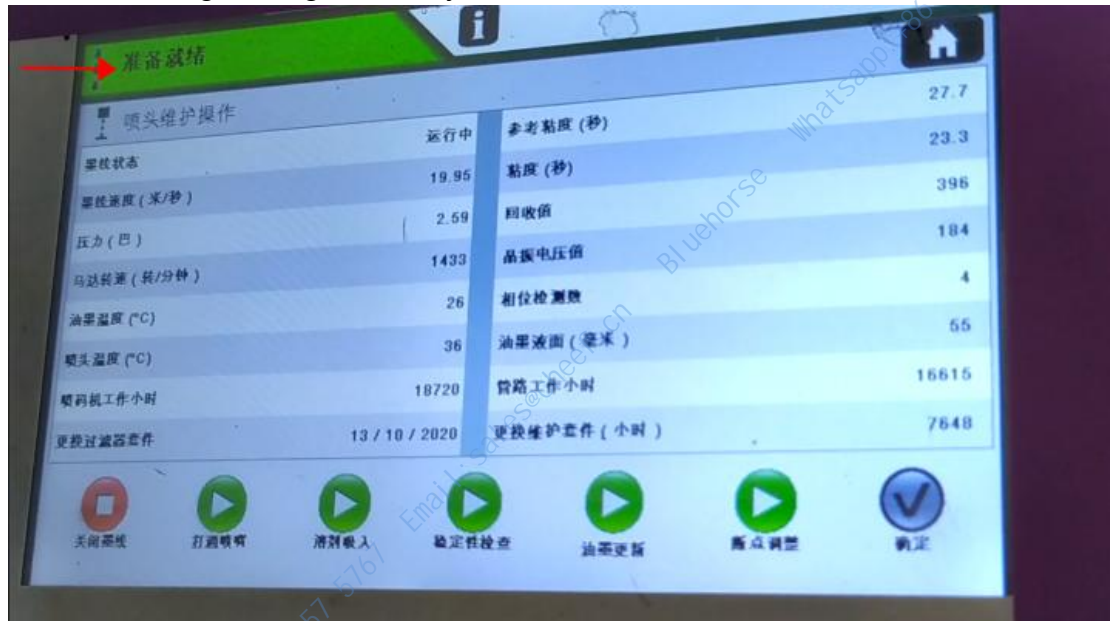 准备就绪
i
喷头维护操作
墨线状态 运行中
墨线速度 ( 米/秒 ) 19.95
压力 ( 巴 ) 2.59
马达转速 ( 转/分钟 ) 1433
油墨温度 (°C) 26
喷头温度 (°C) 36
喷码机工作小时 18720
更换过滤器套件 13 / 10 / 2020
参考粘度 (秒) 27.7
粘度 (秒) 23.3
回收值 396
晶振电压值 184
相位检测数 4
油墨液面 ( 毫米 ) 55
管路工作小时 16615
更换维护套件 ( 小时 ) 7648
关闭墨线
打通喷嘴
溶剂吸入
稳定性检查
油墨更新
断点调整
确定
Bluehorse